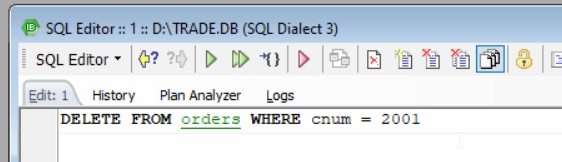 SQL Editor :: 1 :: D:\TRADE.DB (SQL Dialect 3)
SQL Editor
Edit: 1 History Plan Analyzer Logs
DELETE FROM orders WHERE cnum = 2001